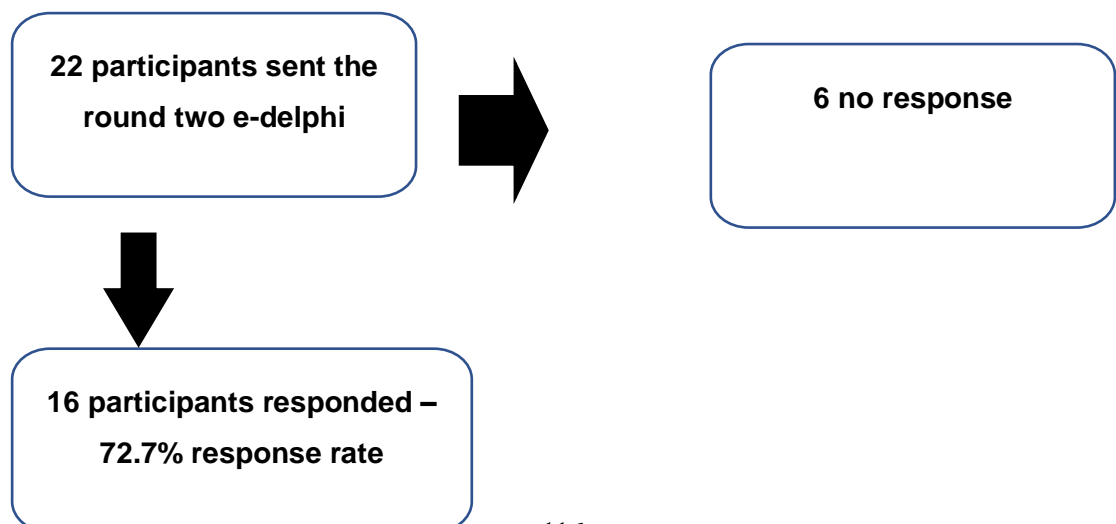 22 participants sent the
round two e-delphi
6 no response
16 participants responded –
72.7% response rate